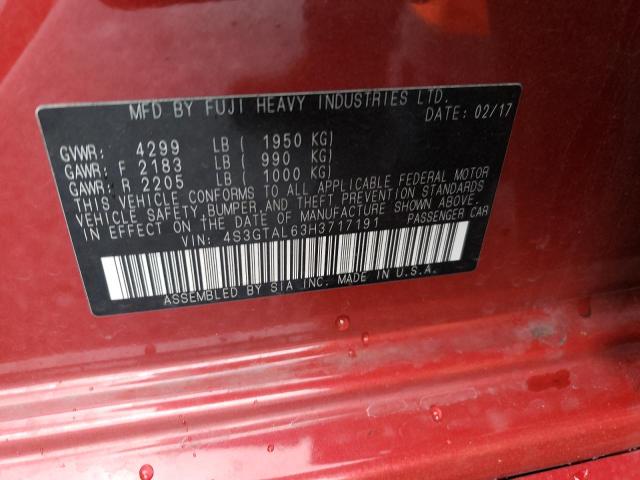 MFD BY FUJI HEAVY INDUSTRIES LTD.
DATE: 02/17
GVWR: 4299 LB ( 1950 KG)
GAWR: F 2183 LB ( 990 KG)
GAWR: R 2205 LB ( 1000 KG)
THIS VEHICLE CONFORMS TO ALL APPLICABLE FEDERAL MOTOR
VEHICLE SAFETY, BUMPER AND THEFT PREVENTION STANDARDS
IN EFFECT ON THE DATE OF MANUFACTURE SHOWN ABOVE.
VIN: 4S3GTAL63H3717191 PASSENGER CAR
ASSEMBLED BY SIA INC. MADE IN U.S.A.